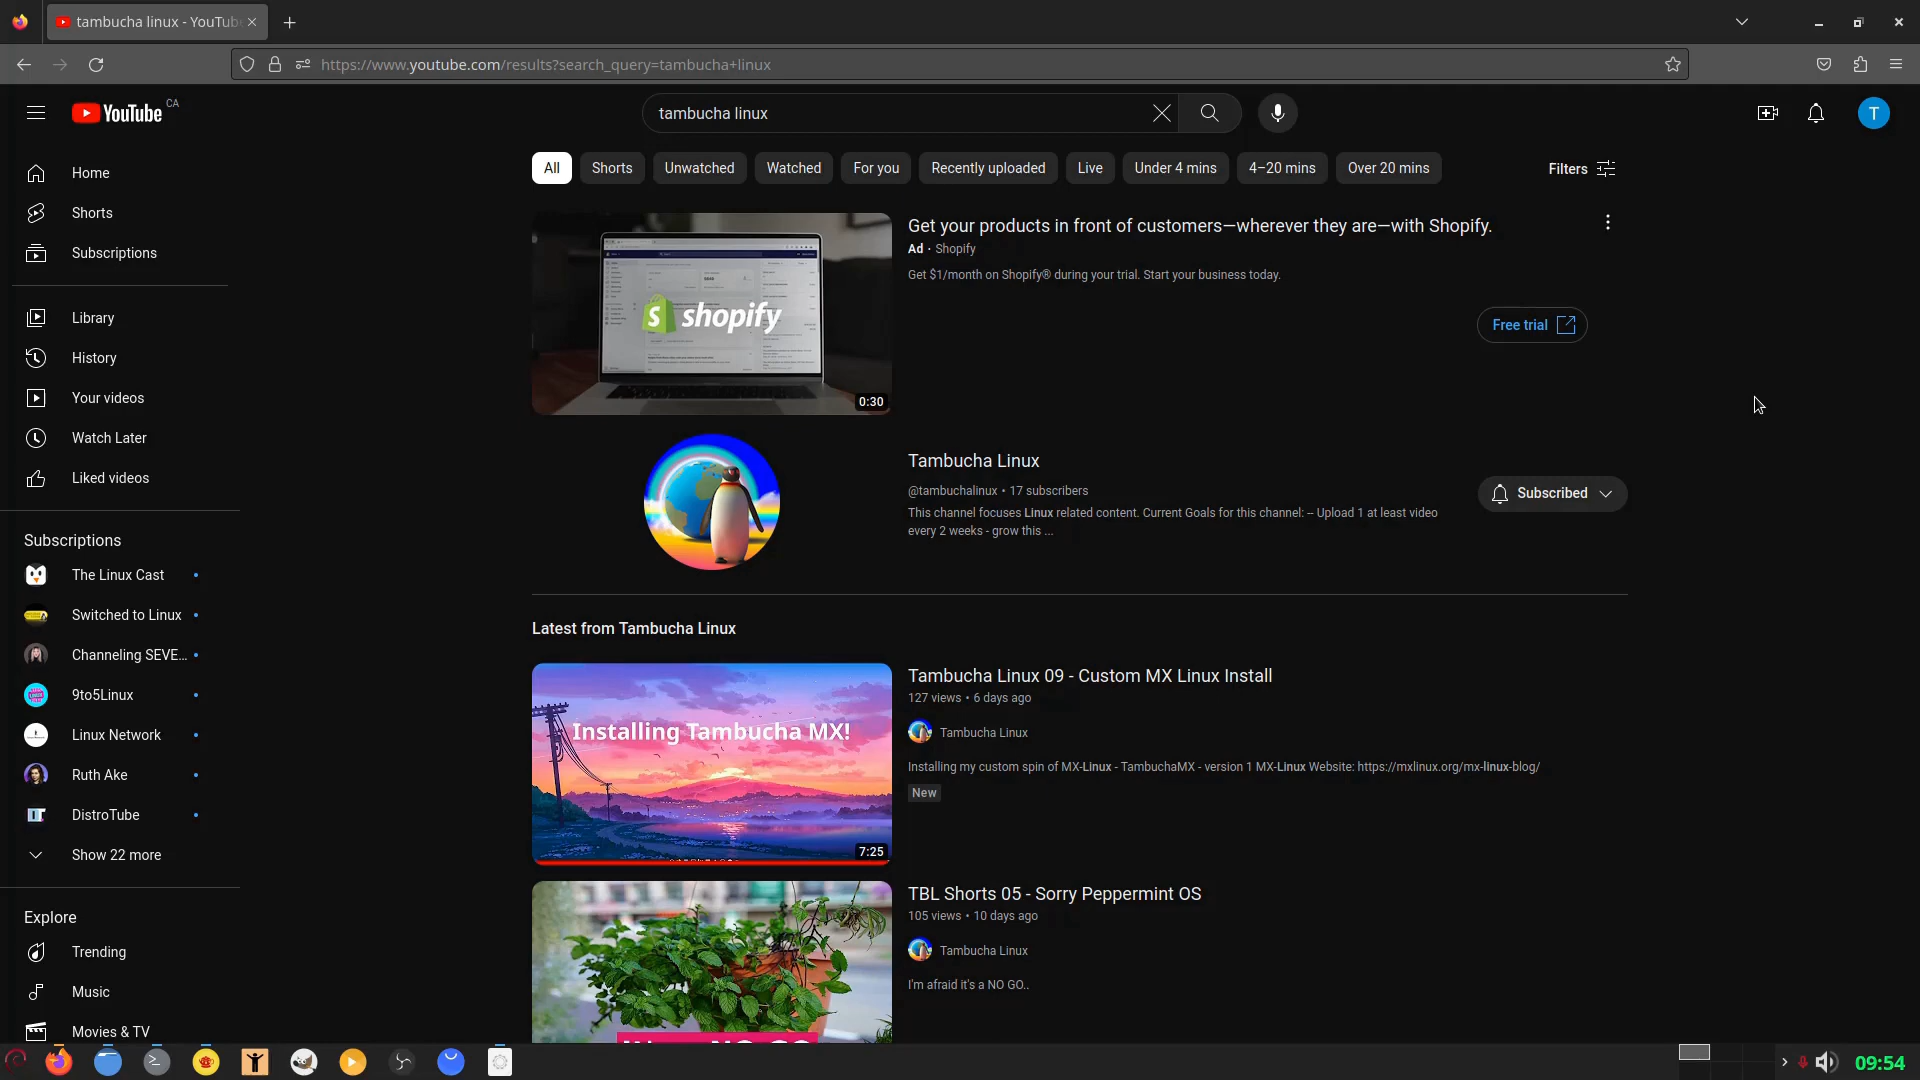 tambucha linux - YouTub
https://www.youtube.com/results?search_query=tambucha+linux
YouTube CA
tambucha linux
T
All Shorts Unwatched Watched For you Recently uploaded Live Under 4 mins 4–20 mins Over 20 mins Filters
Home
Shorts
Subscriptions
Library
History
Your videos
Watch Later
Liked videos
Subscriptions
The Linux Cast
Switched to Linux
Channeling SEVE...
9to5Linux
Linux Network
Ruth Ake
DistroTube
Show 22 more
Explore
Trending
Music
Movies & TV
shopify
0:30
Get your products in front of customers—wherever they are—with Shopify.
Ad · Shopify
Get $1/month on Shopify® during your trial. Start your business today.
Free trial
Tambucha Linux
@tambuchalinux • 17 subscribers
This channel focuses Linux related content. Current Goals for this channel: -- Upload 1 at least video
every 2 weeks - grow this ...
Subscribed
Latest from Tambucha Linux
Installing Tambucha MX!
7:25
Tambucha Linux 09 - Custom MX Linux Install
127 views • 6 days ago
Tambucha Linux
Installing my custom spin of MX-Linux - TambuchaMX - version 1 MX-Linux Website: https://mxlinux.org/mx-linux-blog/
New
TBL Shorts 05 - Sorry Peppermint OS
105 views • 10 days ago
Tambucha Linux
I'm afraid it's a NO GO..
09:54